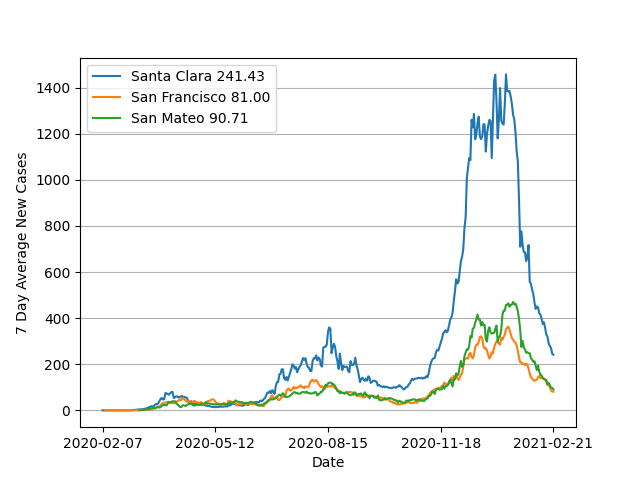 Santa Clara 241.43
San Francisco 81.00
San Mateo 90.71
1400
1200
1000
800
600
400
200
0
7 Day Average New Cases
2020-02-07
2020-05-12
2020-08-15
2020-11-18
2021-02-21
Date